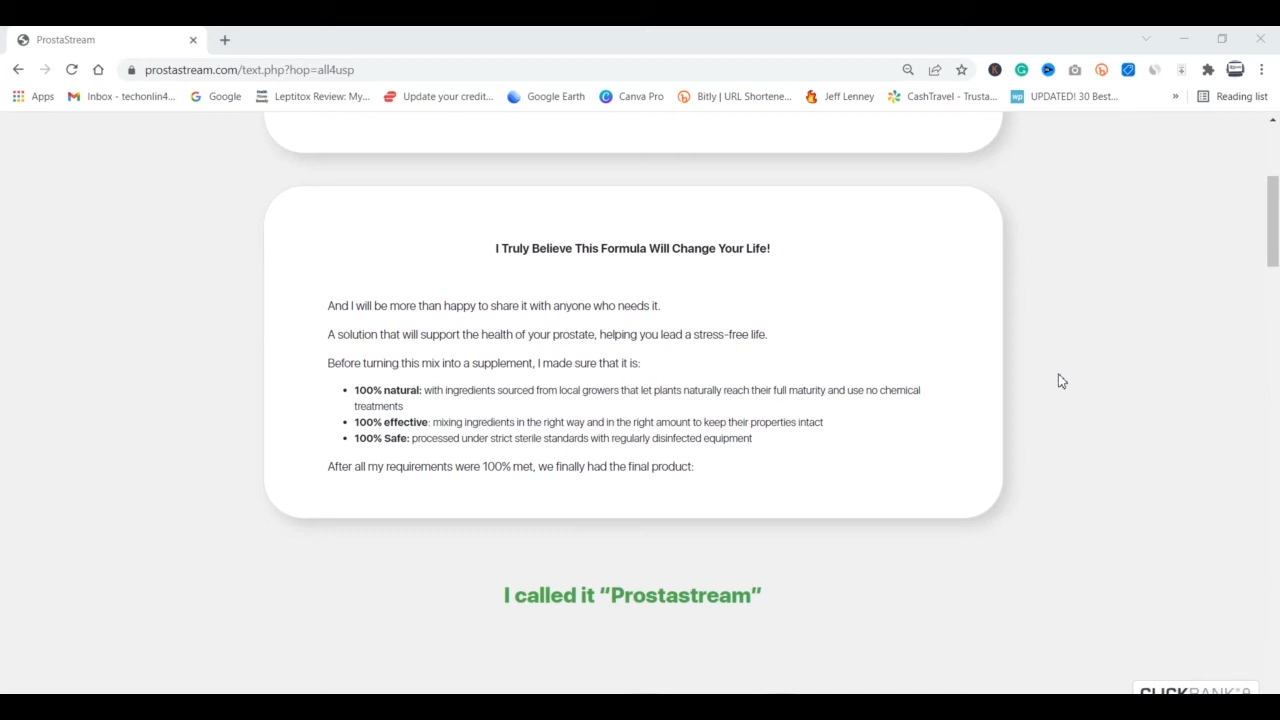 ProstaStream
prostastream.com/text.php?hop=all4usp
Apps
Inbox - techonlin4...
Google
Leptitox Review: My...
Update your credit...
Google Earth
Canva Pro
Bitly | URL Shortene...
Jeff Lenney
CashTravel - Trusta...
UPDATED! 30 Best...
»
Reading list
I Truly Believe This Formula Will Change Your Life!
And I will be more than happy to share it with anyone who needs it.
A solution that will support the health of your prostate, helping you lead a stress-free life.
Before turning this mix into a supplement, I made sure that it is:
• 100% natural: with ingredients sourced from local growers that let plants naturally reach their full maturity and use no chemical
treatments
• 100% effective: mixing ingredients in the right way and in the right amount to keep their properties intact
• 100% Safe: processed under strict sterile standards with regularly disinfected equipment
After all my requirements were 100% met, we finally had the final product:
I called it “Prostastream”
CLICKBANK